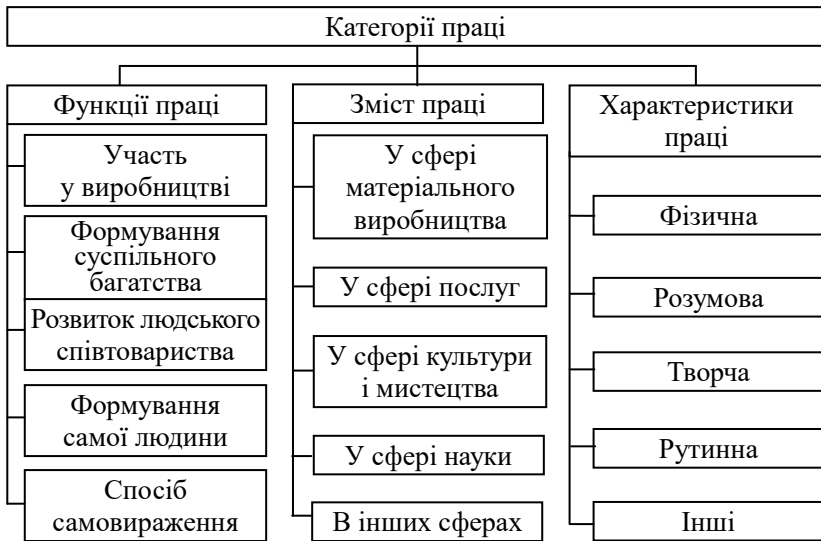 Категорії праці
Функції праці
Участь
у виробництві
Формування
суспільного
багатства
Розвиток людського
співтовариства
Формування
самої людини
Спосіб
самовираження
Зміст праці
У сфері
матеріального
виробництва
У сфері послуг
У сфері культури
і мистецтва
У сфері науки
В інших сферах
Характеристики
праці
Фізична
Розумова
Творча
Рутинна
Інші